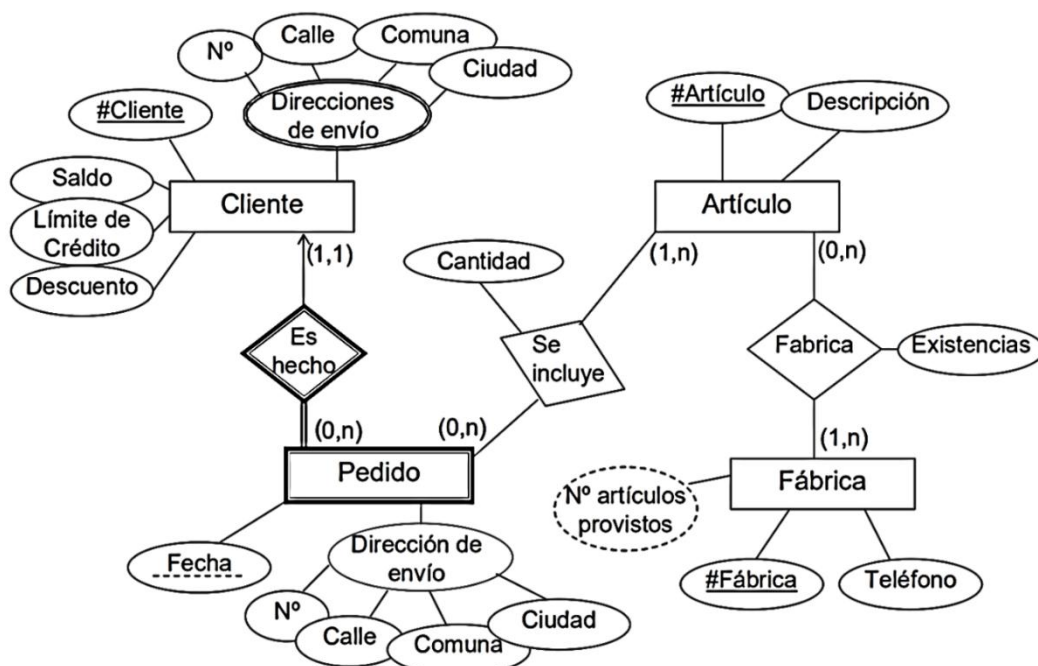 Nº
Calle
Comuna
Ciudad
Direcciones
de envío
#Cliente
Saldo
Límite de
Crédito
Descuento
Cliente
(1,1)
Es
hecho
(0,n)
Pedido
Fecha
Dirección de
envío
Nº
Calle
Comuna
Ciudad
(0,n)
Cantidad
Se
incluye
(1,n)
#Artículo
Descripción
Artículo
(0,n)
Fabrica
Existencias
(1,n)
Fábrica
Nº artículos
provistos
#Fábrica
Teléfono